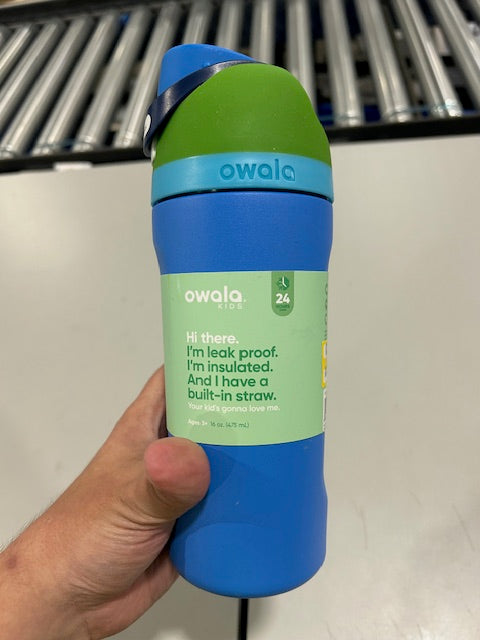 owala
owala
KIDS
24
Hi there.
I'm leak proof.
I'm insulated.
And I have a
built-in straw.
Your kid's gonna love me.
Ages 3+ 16 oz. (475 mL)